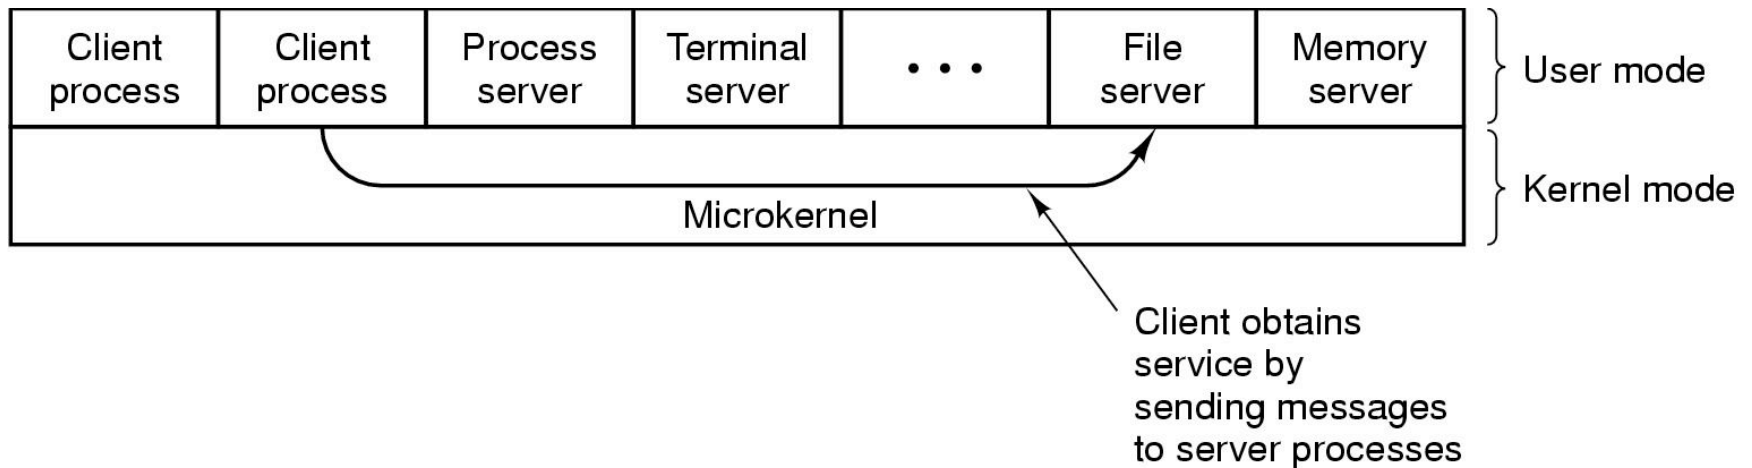 Client
process
Client
process
Process
server
Terminal
server
• • •
File
server
Memory
server
User mode
Microkernel
Kernel mode
Client obtains
service by
sending messages
to server processes